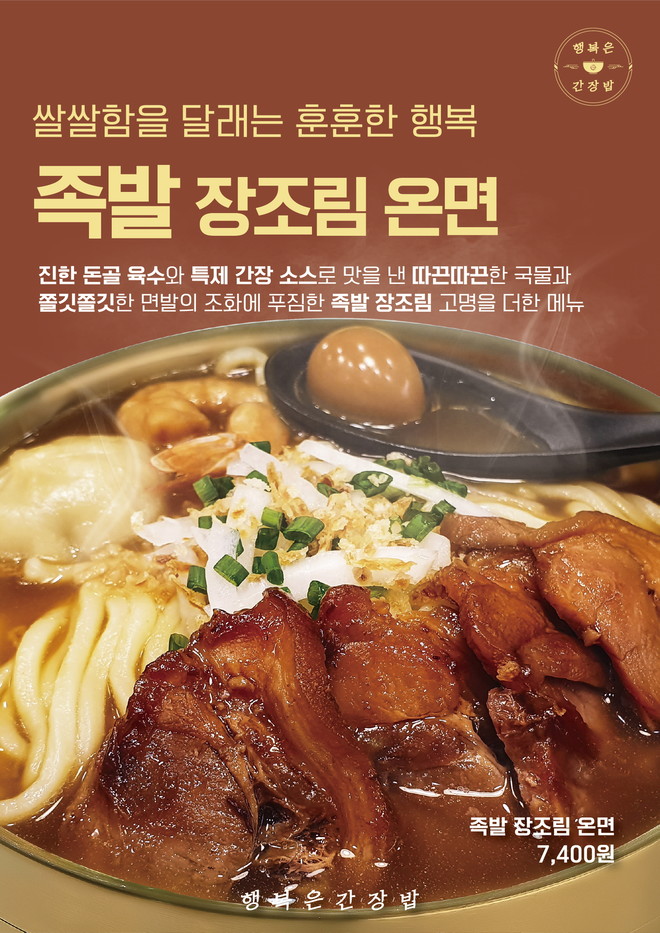 행복은
간장밥
쌀쌀함을 달래는 훈훈한 행복
족발 장조림 온면
진한 돈골 육수와 특제 간장 소스로 맛을 낸 따끈따끈한 국물과
쫄깃쫄깃한 면발의 조화에 푸짐한 족발 장조림 고명을 더한 메뉴
족발 장조림 온면
7,400원
행복은간장밥